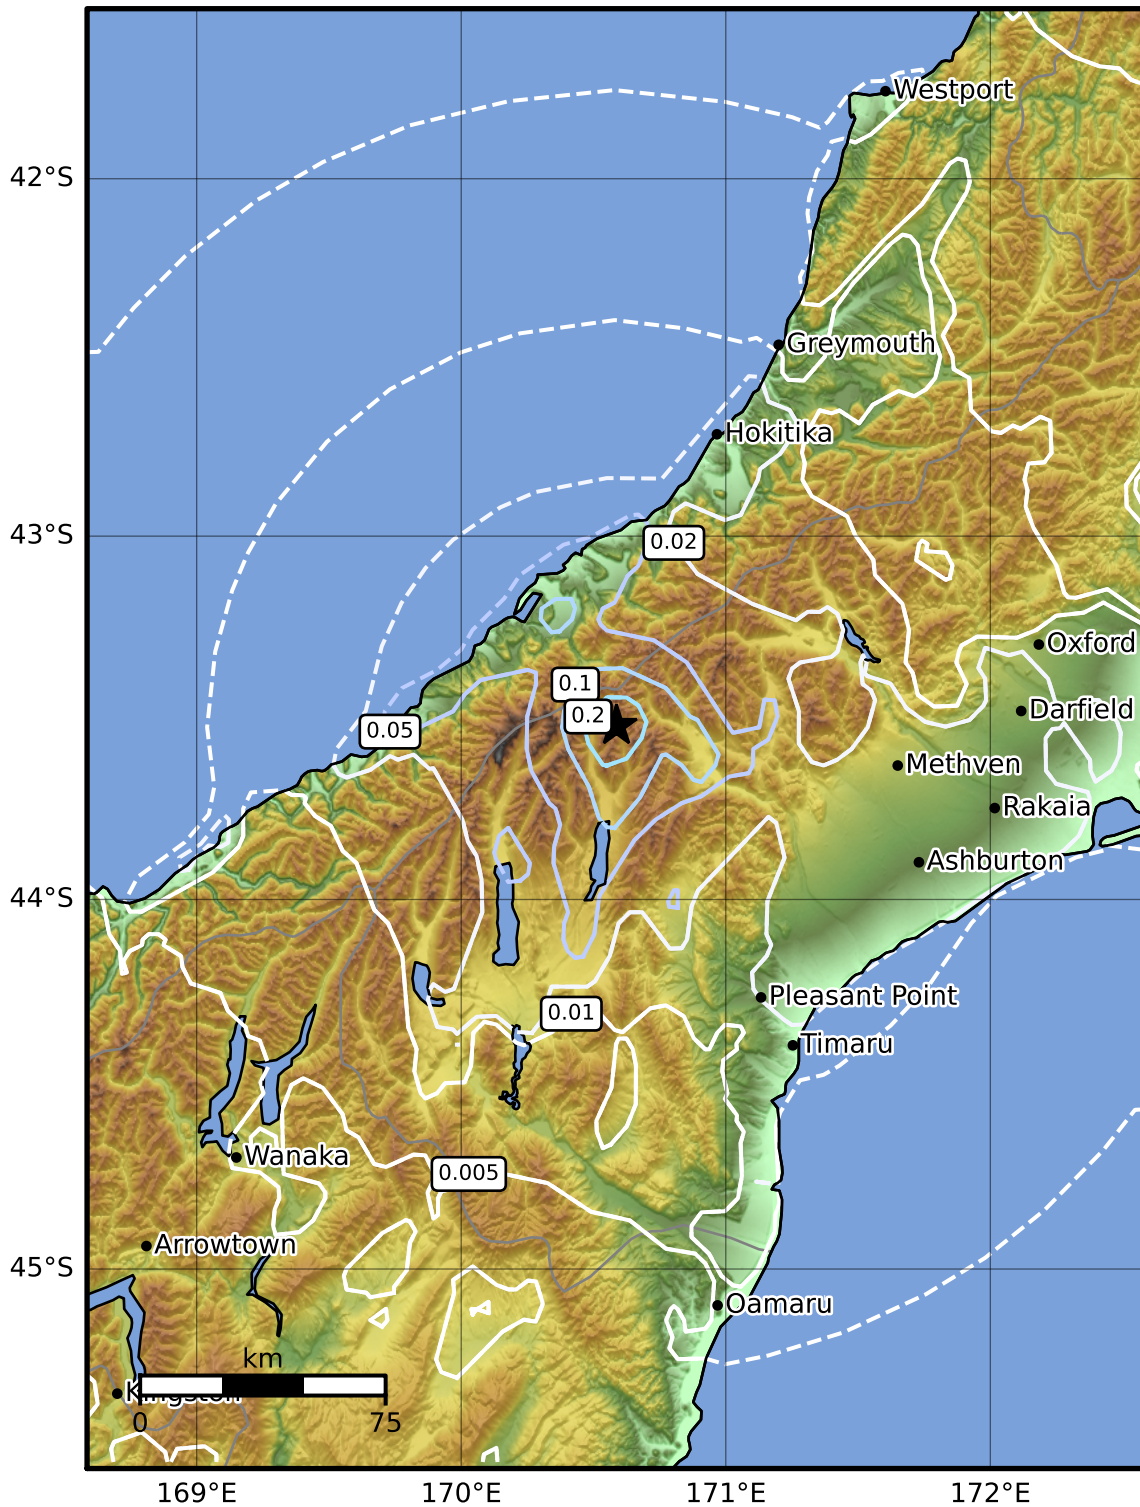 Westport
42°S
Greymouth
Hokitika
43°S
0.02
Oxford
0.1
Darfield
0.2
0.05
Methven
Rakaia
Ashburton
44°S
Pleasant Point
0.01
Timaru
Wanaka
0.005
Arrowtown
45°S
Oamaru
km
Kingston
0 75
169°E 170°E 171°E 172°E